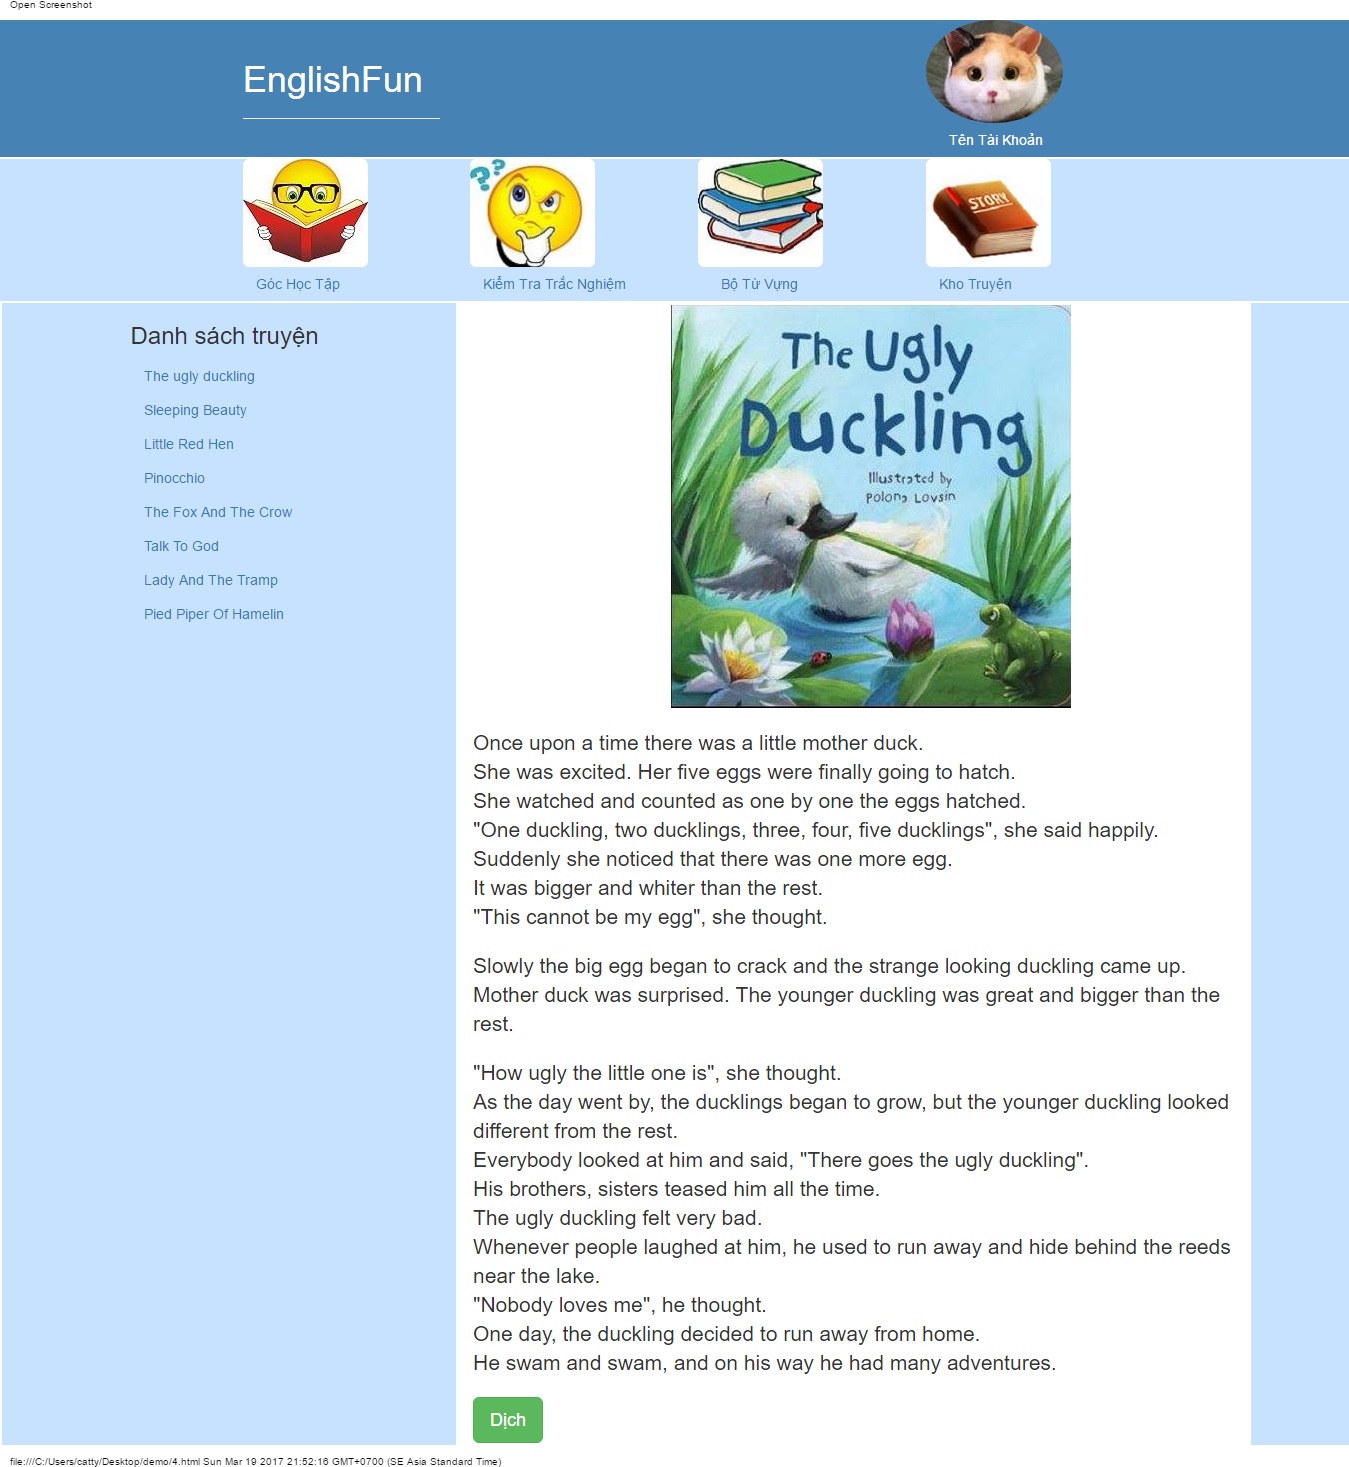 Open Screenshot
EnglishFun
Tên Tài Khoản
??
STORY
Góc Học Tập
Kiểm Tra Trắc Nghiệm
Bộ Từ Vựng
Kho Truyện
Danh sách truyện
The ugly duckling
Sleeping Beauty
Little Red Hen
Pinocchio
The Fox And The Crow
Talk To God
Lady And The Tramp
Pied Piper Of Hamelin
The Ugly
Duckling
Illustrated by
Polona Lovsin
Once upon a time there was a little mother duck.
She was excited. Her five eggs were finally going to hatch.
She watched and counted as one by one the eggs hatched.
"One duckling, two ducklings, three, four, five ducklings", she said happily.
Suddenly she noticed that there was one more egg.
It was bigger and whiter than the rest.
"This cannot be my egg", she thought.
Slowly the big egg began to crack and the strange looking duckling came up.
Mother duck was surprised. The younger duckling was great and bigger than the
rest.
"How ugly the little one is", she thought.
As the day went by, the ducklings began to grow, but the younger duckling looked
different from the rest.
Everybody looked at him and said, "There goes the ugly duckling".
His brothers, sisters teased him all the time.
The ugly duckling felt very bad.
Whenever people laughed at him, he used to run away and hide behind the reeds
near the lake.
"Nobody loves me", he thought.
One day, the duckling decided to run away from home.
He swam and swam, and on his way he had many adventures.
Dịch
file:///C:/Users/catty/Desktop/demo/4.html Sun Mar 19 2017 21:52:16 GMT+0700 (SE Asia Standard Time)